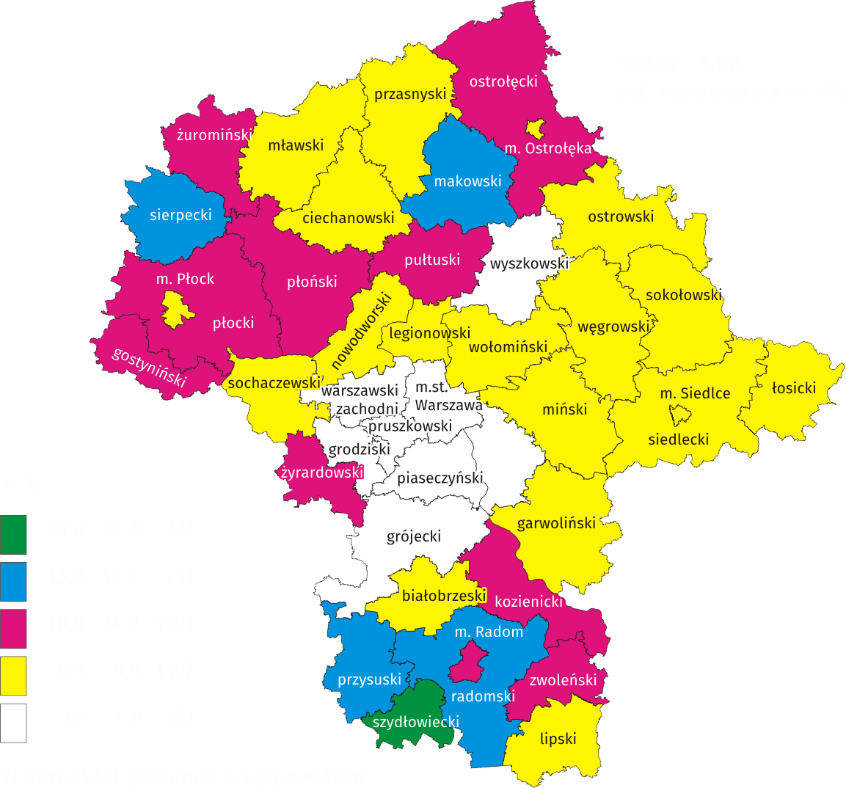 ostrołęcki
przasnyski
żuromiński
mławski
m. Ostrołęka
makowski
sierpecki
ciechanowski
ostrowski
pułtuski
wyszkowski
m. Płock
płoński
sokołowski
płocki
nowodworski
legionowski
węgrowski
wołomiński
gostyniński
sochaczewski
warszawski
zachodni
m.st.
Warszawa
miński
m. Siedlce
łosicki
pruszkowski
siedlecki
grodziski
żyrardowski
piaseczyński
garwoliński
grójecki
białobrzeski
kozienicki
m. Radom
przysuski
radomski
zwoleński
szydłowiecki
lipski